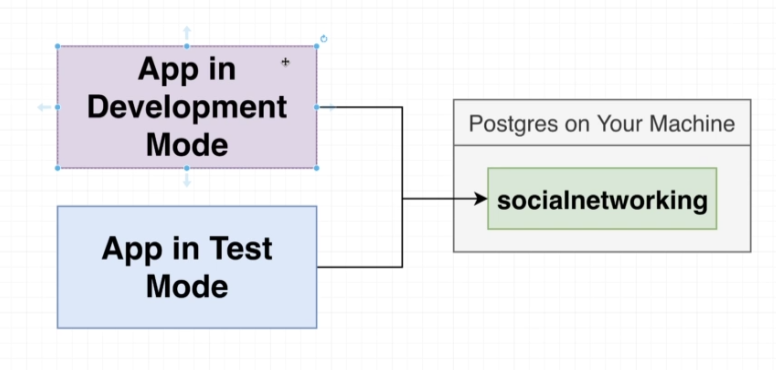 App in
Development
Mode
Postgres on Your Machine
socialnetworking
App in Test
Mode